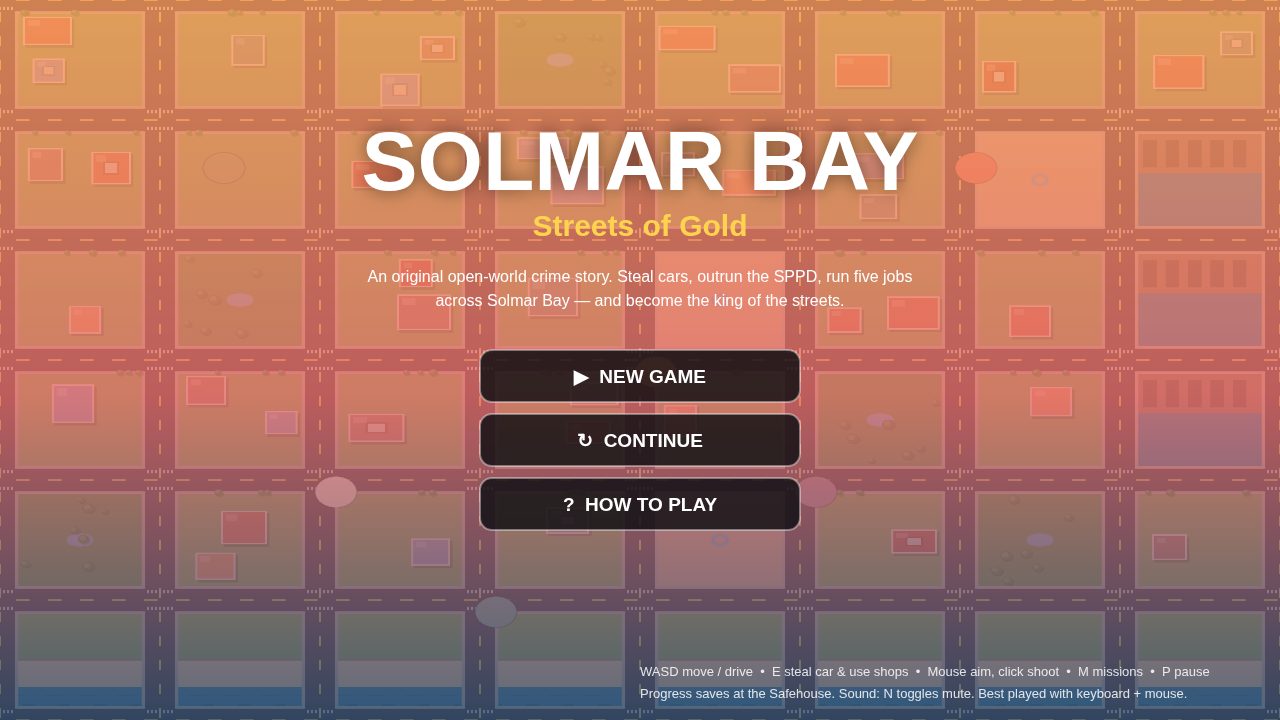 SOLMAR BAY
Streets of Gold
An original open-world crime story. Steal cars, outrun the SPPD, run five jobs
across Solmar Bay — and become the king of the streets.
▶ NEW GAME
↻ CONTINUE
? HOW TO PLAY
WASD move / drive • E steal car & use shops • Mouse aim, click shoot • M missions • P pause
Progress saves at the Safehouse. Sound: N toggles mute. Best played with keyboard + mouse.